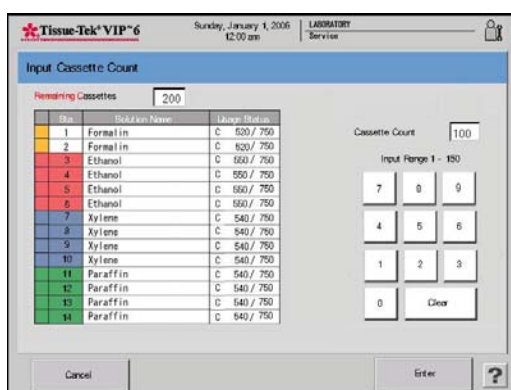 Tissue-Tek® VIP™ 6
Sunday, January 1, 2006
12:00 am
LABORATORY
Service
Input Cassette Count
Remaining Cassettes 200
Stn Solution Name Usage Status
1 Formalin C 520 / 750
2 Formalin C 520 / 750
3 Ethanol C 550 / 750
4 Ethanol C 550 / 750
5 Ethanol C 550 / 750
6 Ethanol C 550 / 750
7 Xylene C 540 / 750
8 Xylene C 540 / 750
9 Xylene C 540 / 750
10 Xylene C 540 / 750
11 Paraffin C 540 / 750
12 Paraffin C 540 / 750
13 Paraffin C 540 / 750
14 Paraffin C 540 / 750
Cassette Count 100
Input Range 1 - 150
7 8 9
4 5 6
1 2 3
0 Clear
Cancel
Enter
?